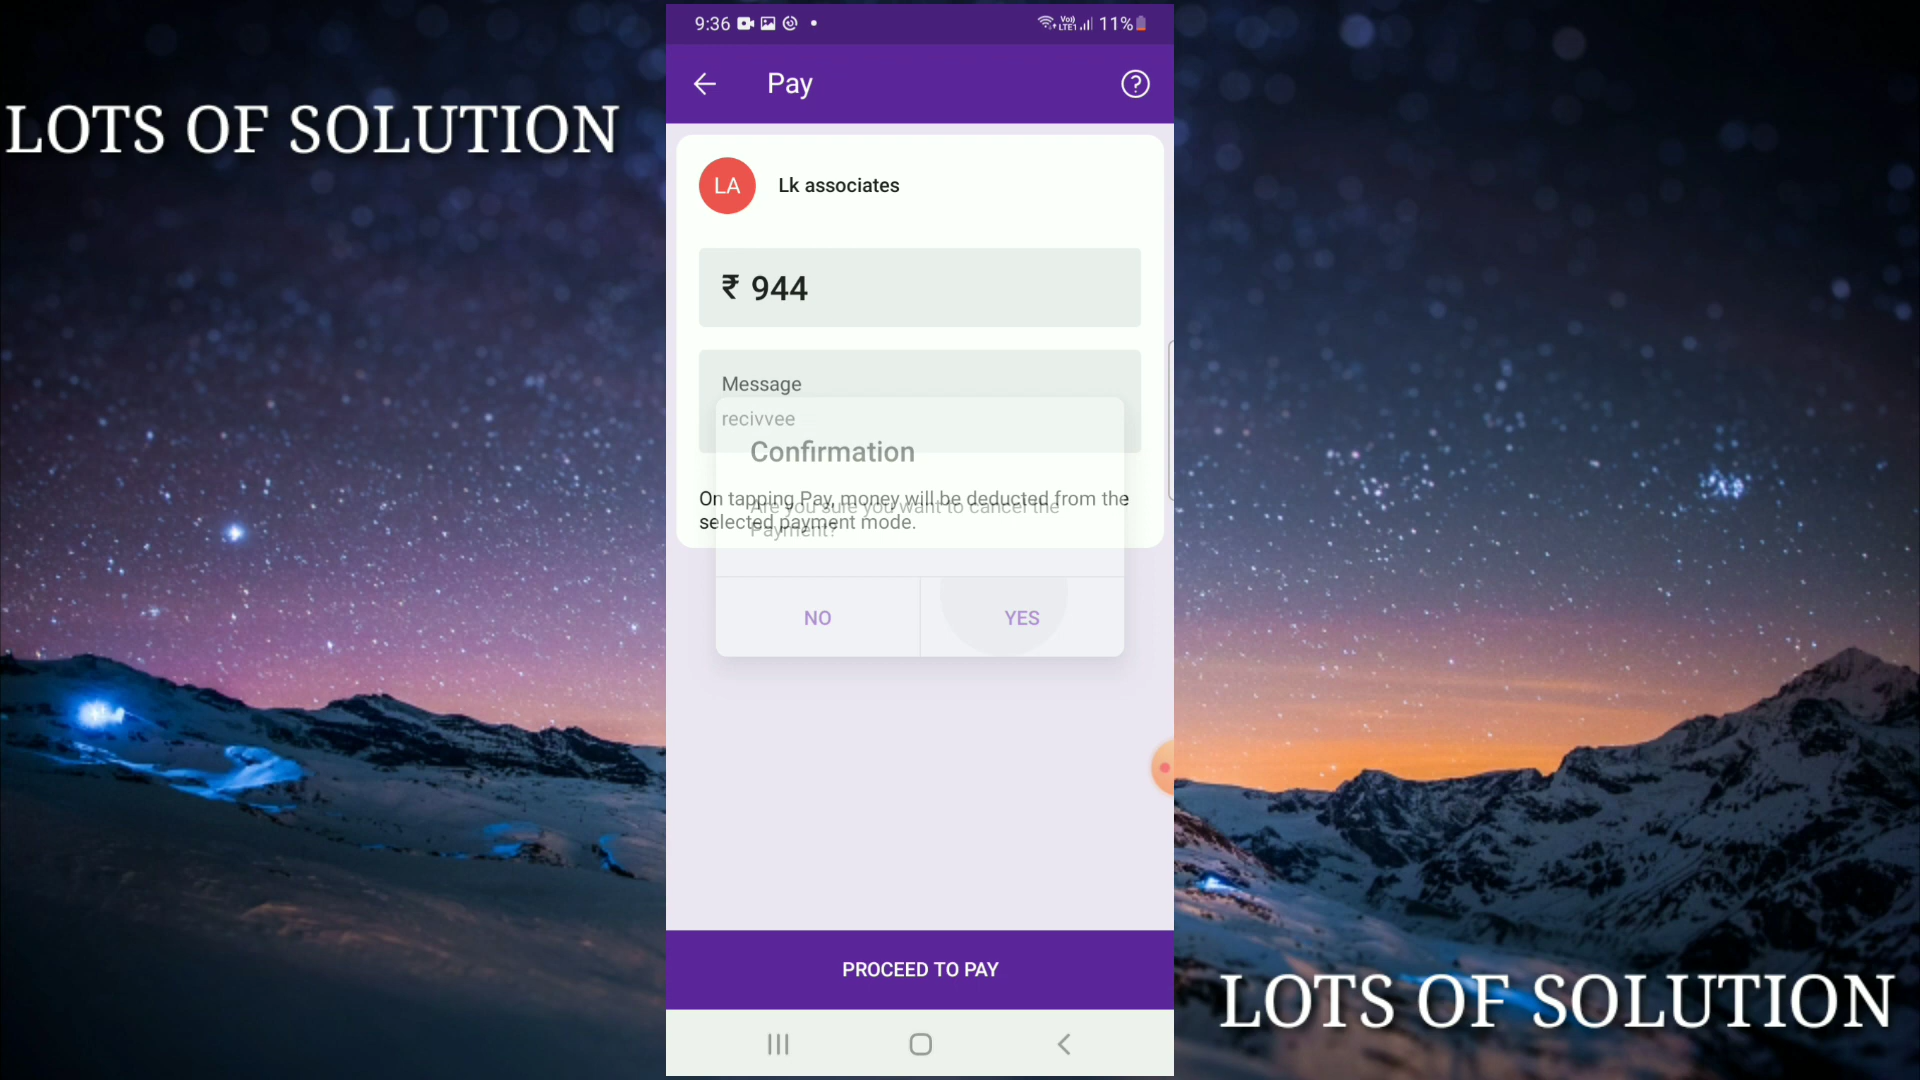 9:36
Vo)) LTE1 11%
Pay
LOTS OF SOLUTION
LA
Lk associates
₹ 944
Message
recivvee
Confirmation
On tapping Pay, money will be deducted from the
selected payment mode.
Are you sure you want to cancel the
Payment?
NO
YES
PROCEED TO PAY
LOTS OF SOLUTION